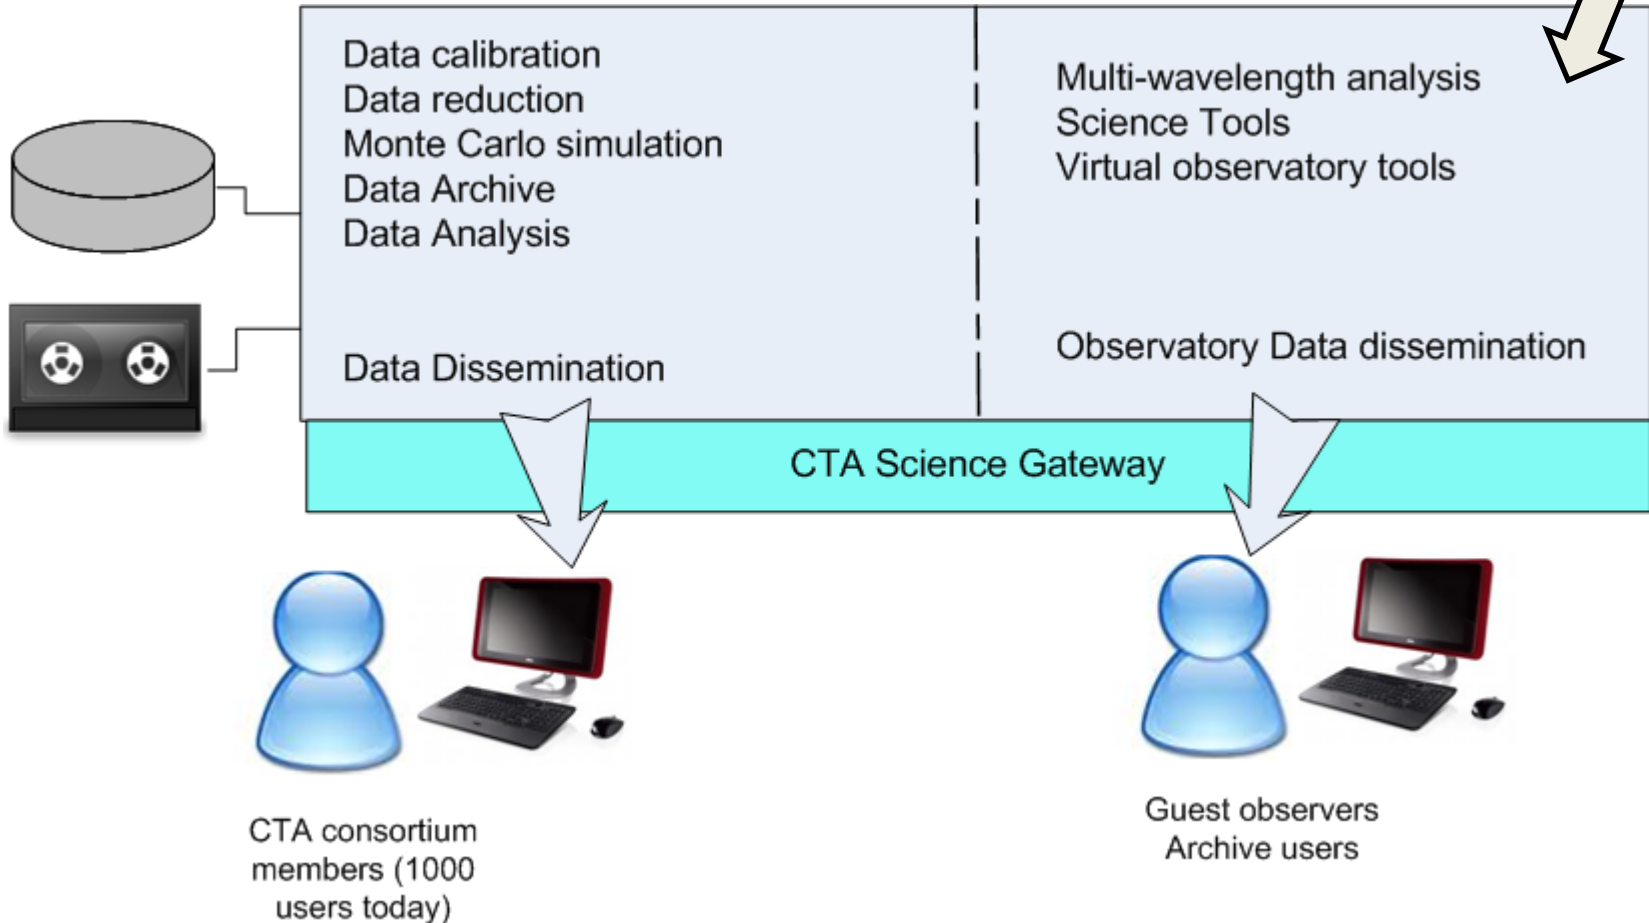 Data calibration
Data reduction
Monte Carlo simulation
Data Archive
Data Analysis
Data Dissemination
Multi-wavelength analysis
Science Tools
Virtual observatory tools
Observatory Data dissemination
CTA Science Gateway
CTA consortium
members (1000
users today)
Guest observers
Archive users